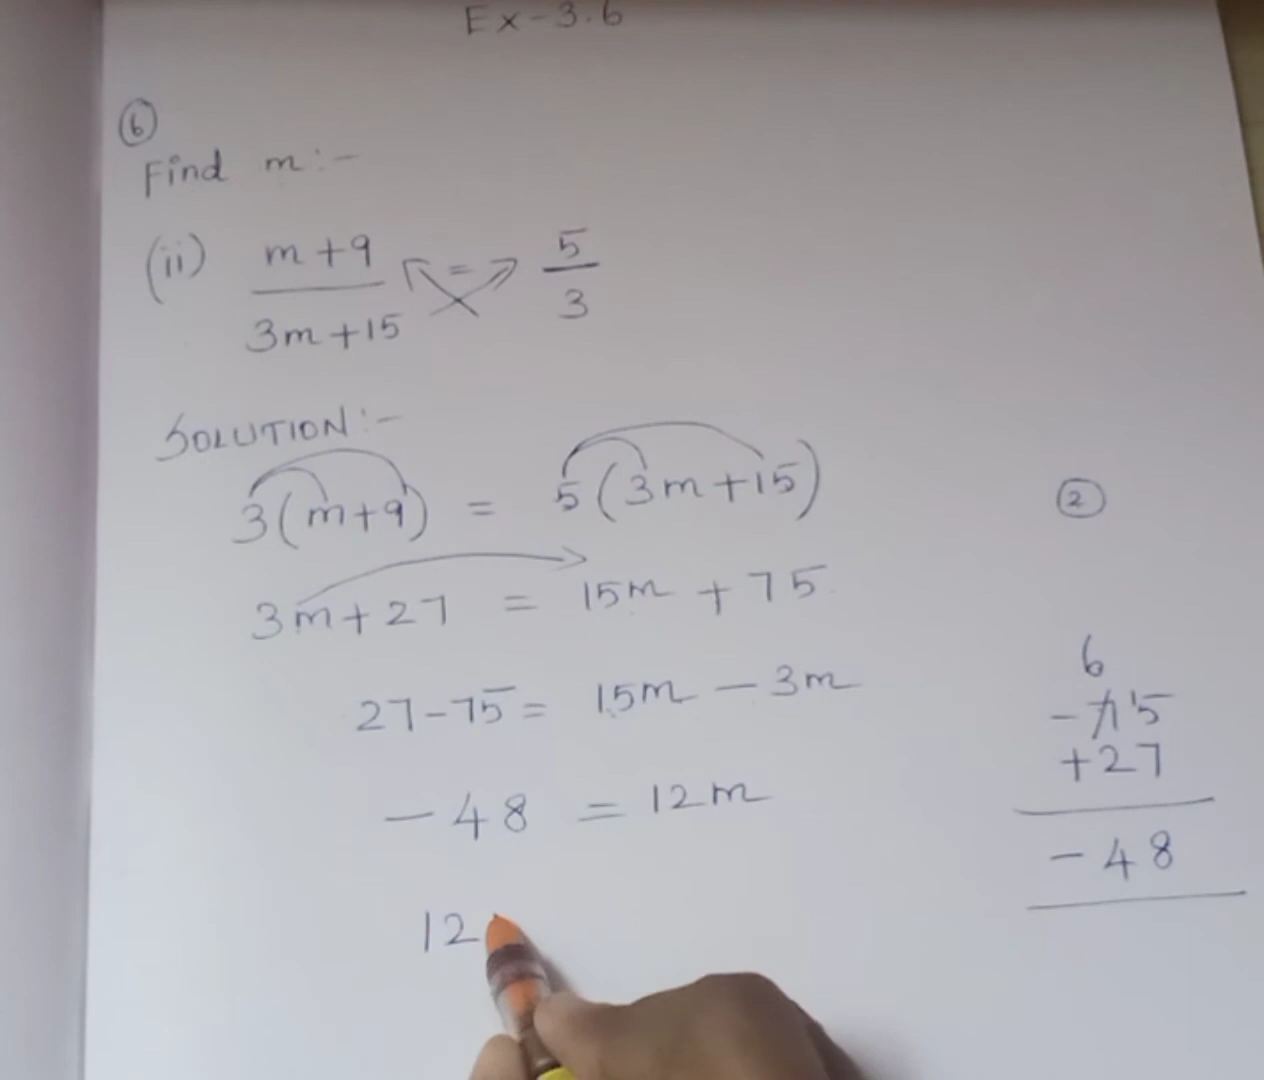 Ex-3.6
6
Find m:-
(ii) m+9 / 3m+15 = 5/3
SOLUTION:-
3(m+9) = 5(3m+15)
3m+27 = 15m+75
27-75= 15m-3m
-48 = 12m
12
2
6
-715
+27
-48